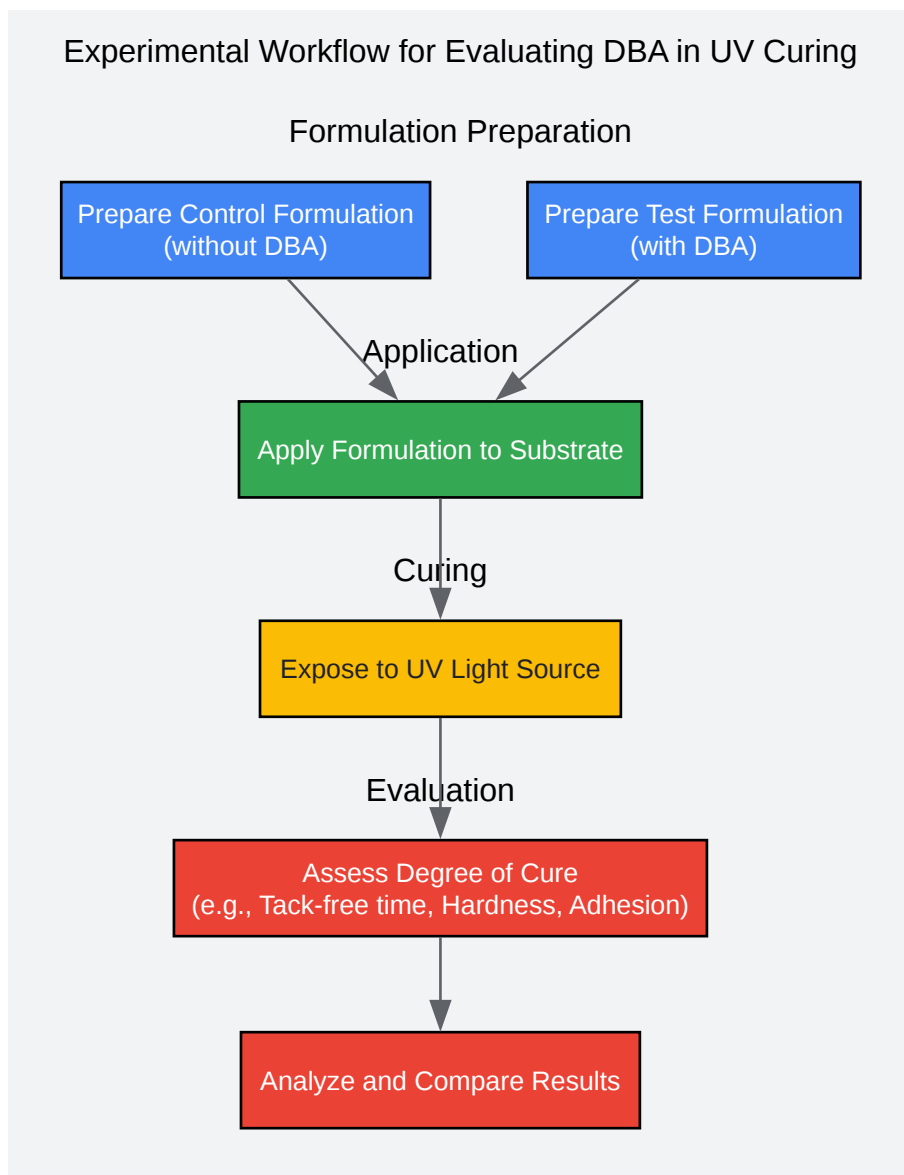 Experimental Workflow for Evaluating DBA in UV Curing
Formulation Preparation
Prepare Control Formulation
(without DBA)
Prepare Test Formulation
(with DBA)
Application
Apply Formulation to Substrate
Curing
Expose to UV Light Source
Evaluation
Assess Degree of Cure
(e.g., Tack-free time, Hardness, Adhesion)
Analyze and Compare Results